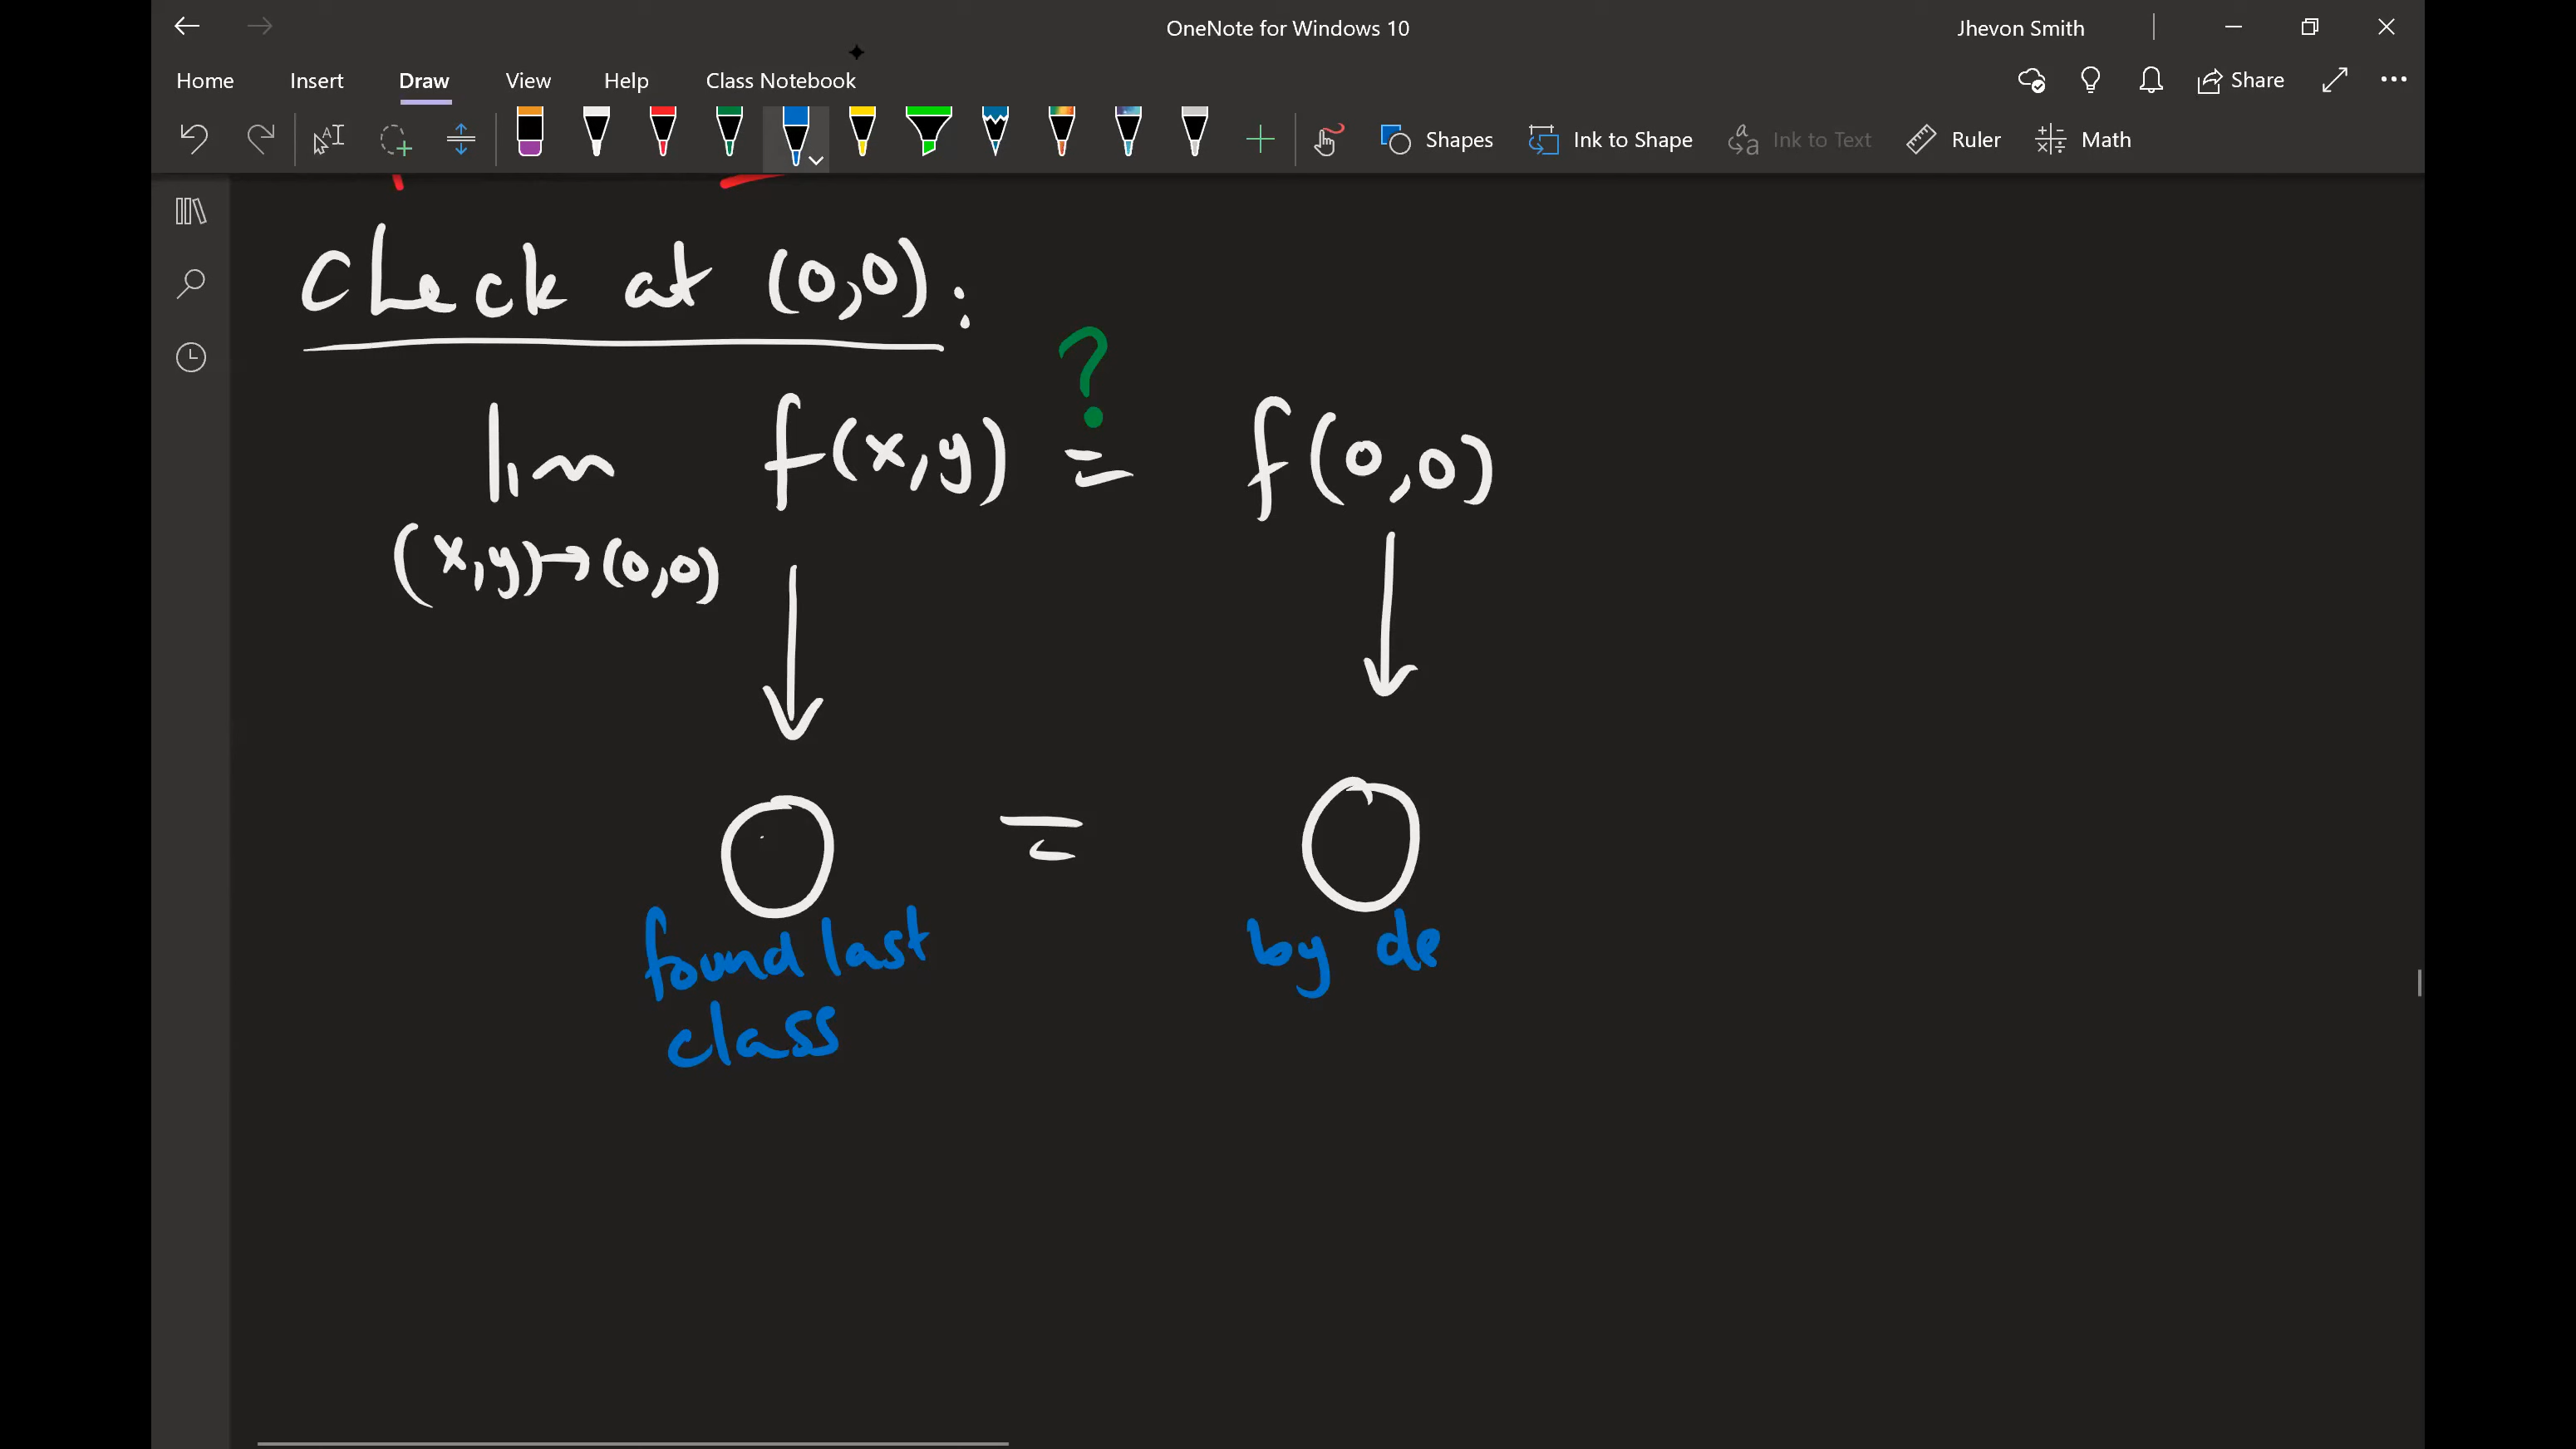 OneNote for Windows 10
Jhevon Smith
Home Insert Draw View Help Class Notebook
Share
Shapes Ink to Shape Ink to Text Ruler Math
Check at (0,0):
?
lim f(x,y) = f(0,0)
(x,y)→(0,0)
0 = 0
found last by de
class